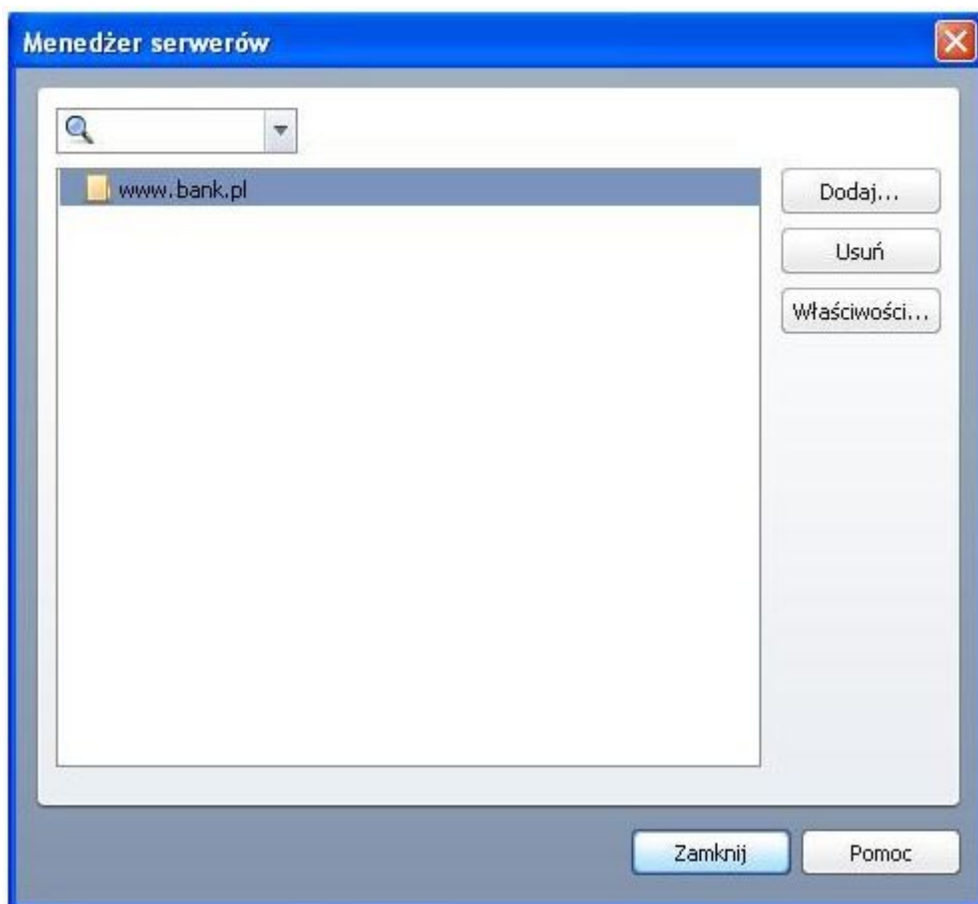 Menedżer serwerów
www.bank.pl
Dodaj...
Usuń
Właściwości...
Zamknij
Pomoc